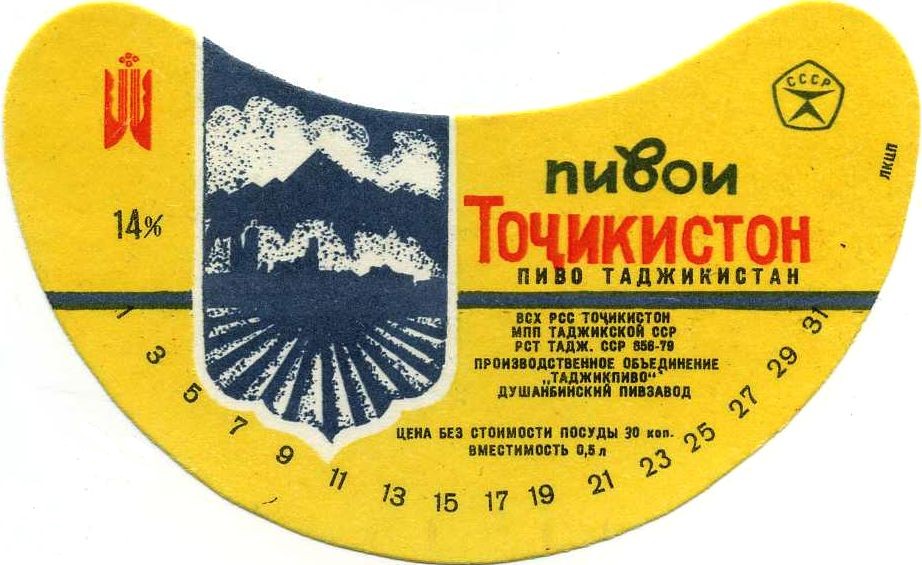 СССР
ЛКЦП
14%
пивои
Тоҷикистон
ПИВО ТАДЖИКИСТАН
ВСХ РСС ТОҶИКИСТОН
МПП ТАДЖИКСКОЙ ССР
РСТ ТАДЖ. ССР 658-79
ПРОИЗВОДСТВЕННОЕ ОБЪЕДИНЕНИЕ
„ТАДЖИКПИВО"
ДУШАНБИНСКИЙ ПИВЗАВОД
ЦЕНА БЕЗ СТОИМОСТИ ПОСУДЫ 30 коп.
ВМЕСТИМОСТЬ 0,5 л
1 3 5 7 9 11 13 15 17 19 21 23 25 27 29 31